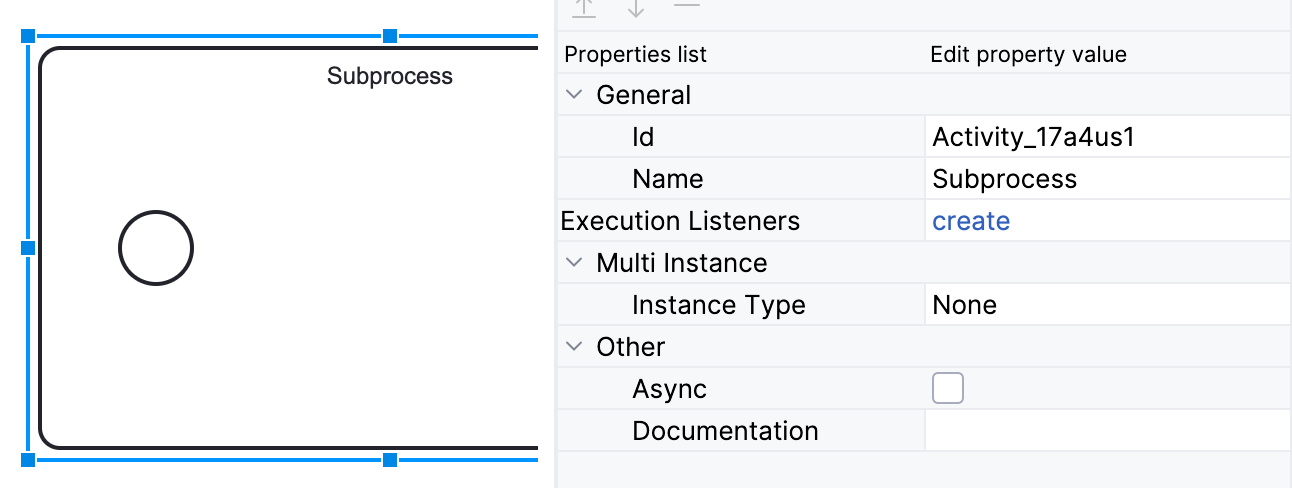 Subprocess
Properties list Edit property value
General
Id Activity_17a4us1
Name Subprocess
Execution Listeners create
Multi Instance
Instance Type None
Other
Async
Documentation